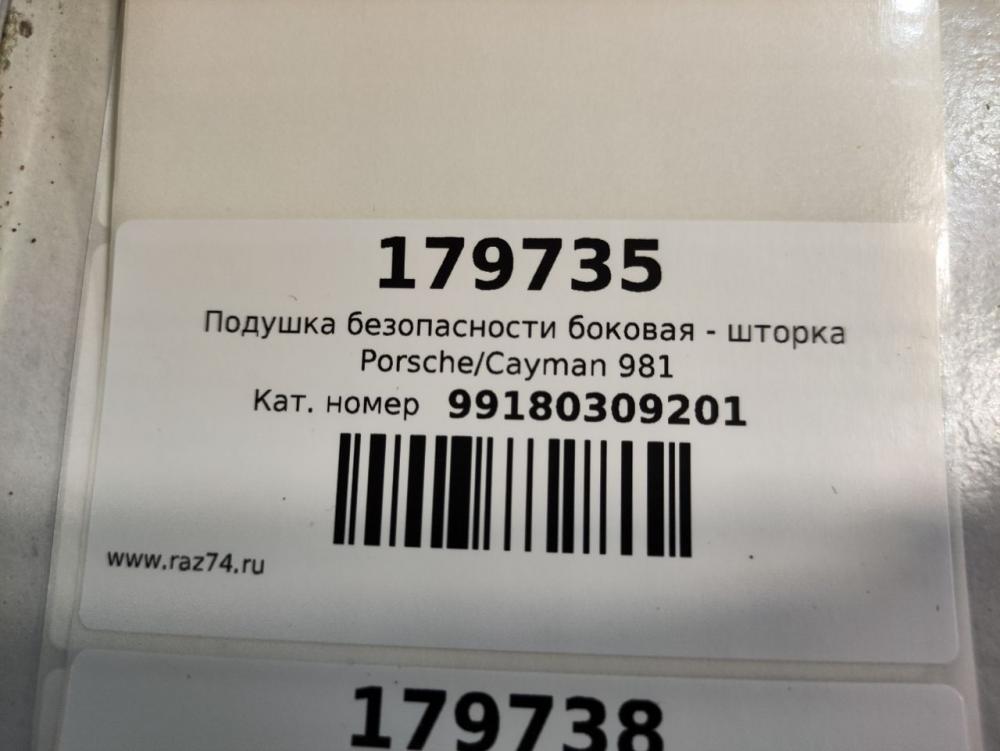 179735
Подушка безопасности боковая - шторка
Porsche/Cayman 981
Кат. номер 99180309201
www.raz74.ru
179738